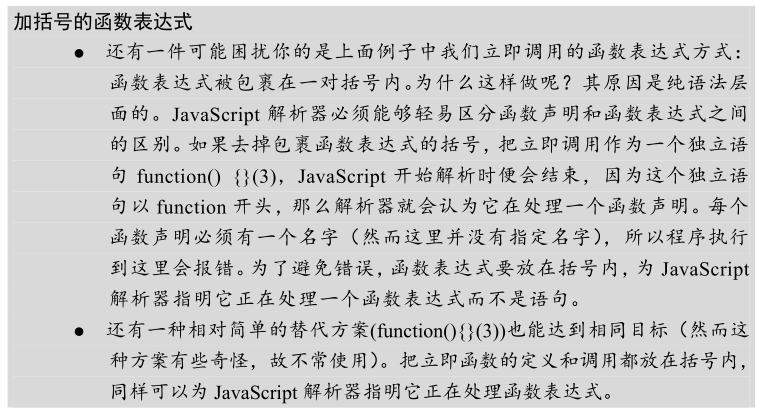 加括号的函数表达式
● 还有一件可能困扰你的是上面例子中我们立即调用的函数表达式方式：
函数表达式被包裹在一对括号内。为什么这样做呢？其原因是纯语法层
面的。JavaScript 解析器必须能够轻易区分函数声明和函数表达式之间
的区别。如果去掉包裹函数表达式的括号，把立即调用作为一个独立语
句 function() {}(3)，JavaScript 开始解析时便会结束，因为这个独立语
句以 function 开头，那么解析器就会认为它在处理一个函数声明。每个
函数声明必须有一个名字（然而这里并没有指定名字），所以程序执行
到这里会报错。为了避免错误，函数表达式要放在括号内，为 JavaScript
解析器指明它正在处理一个函数表达式而不是语句。
● 还有一种相对简单的替代方案(function(){}(3))也能达到相同目标（然而这
种方案有些奇怪，故不常使用）。把立即函数的定义和调用都放在括号内，
同样可以为 JavaScript 解析器指明它正在处理函数表达式。